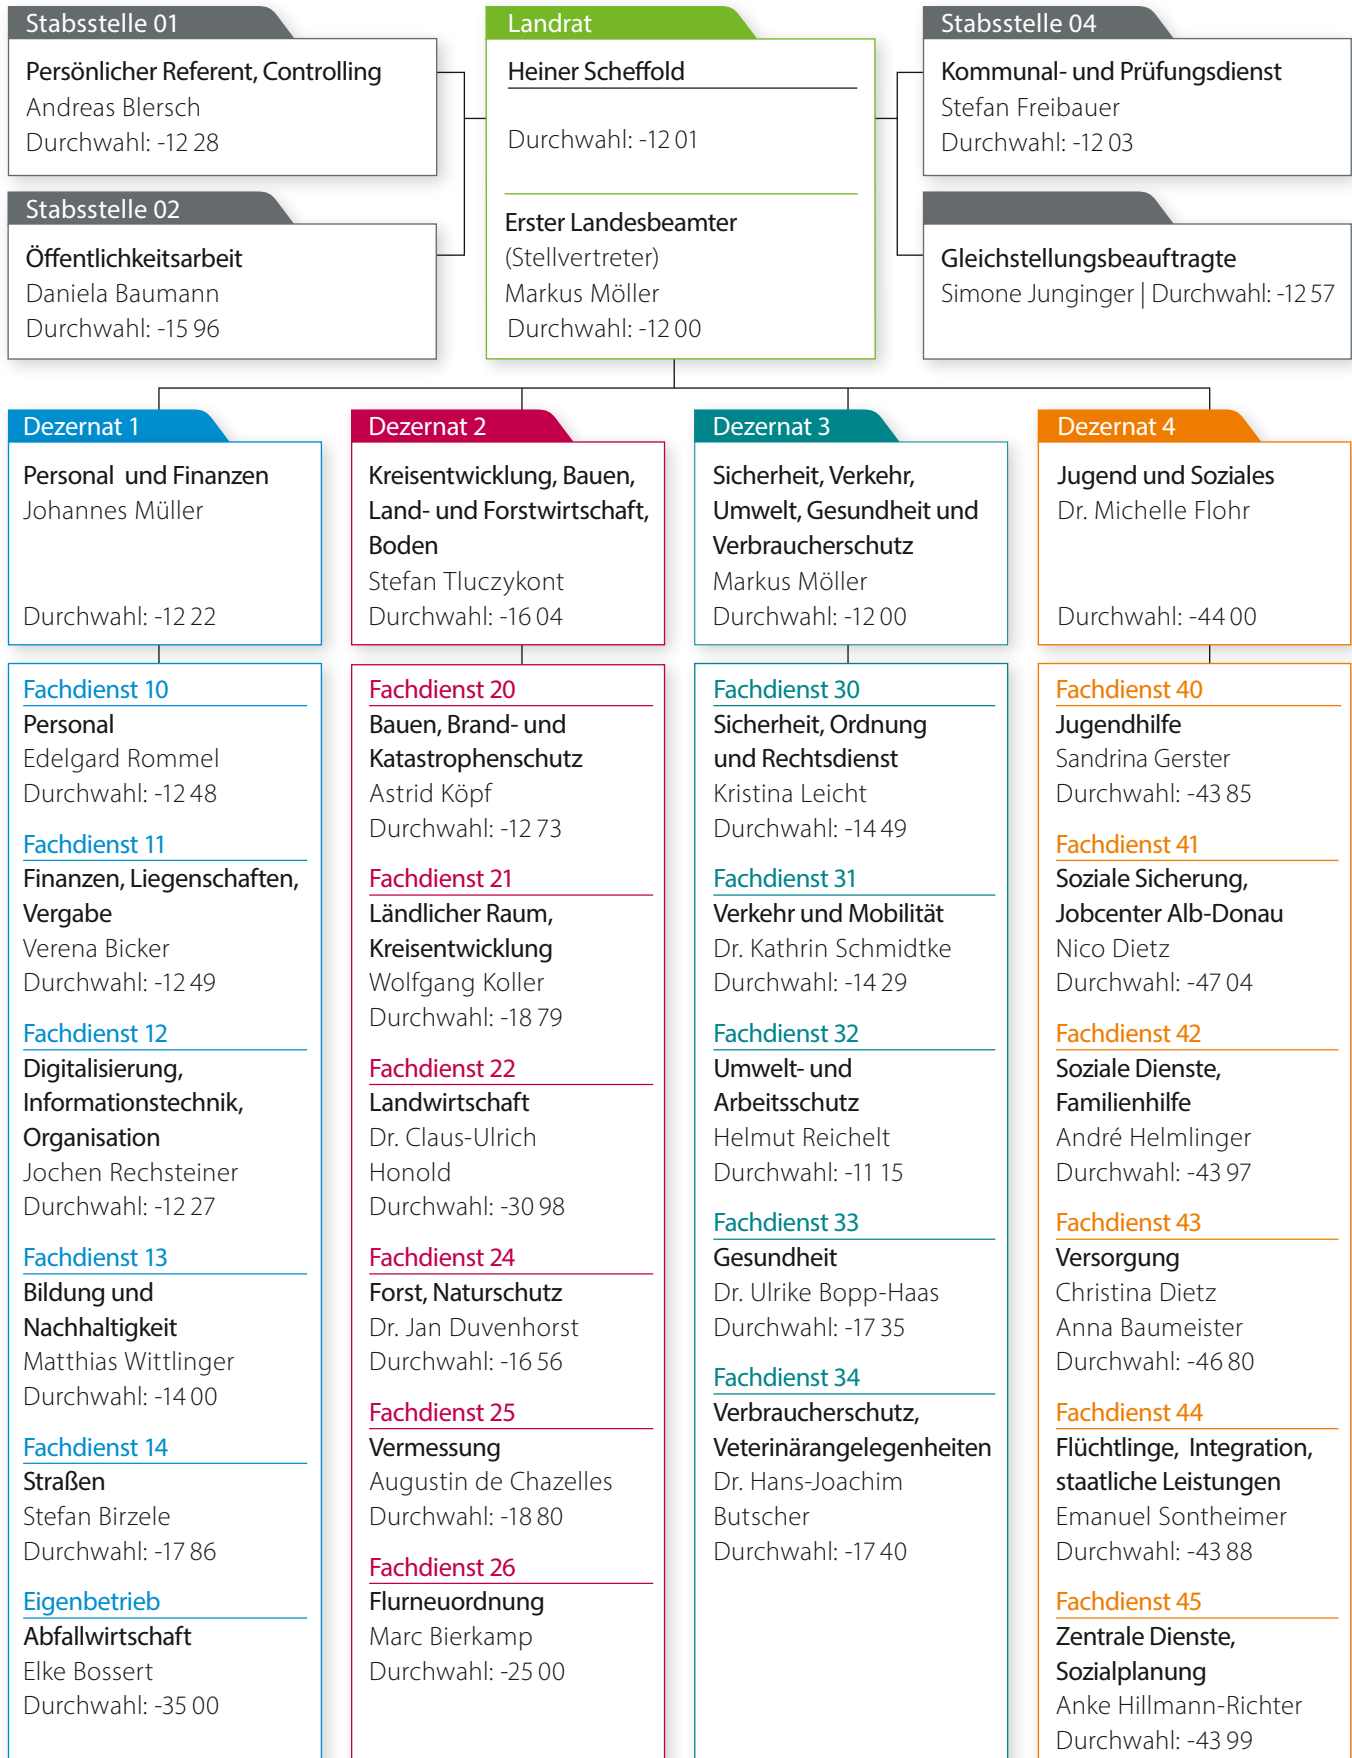 Stabsstelle 01
Persönlicher Referent, Controlling
Andreas Blersch
Durchwahl: -12 28
Stabsstelle 02
Öffentlichkeitsarbeit
Daniela Baumann
Durchwahl: -15 96
Landrat
Heiner Scheffold
Durchwahl: -12 01
Erster Landesbeamter
(Stellvertreter)
Markus Möller
Durchwahl: -12 00
Stabsstelle 04
Kommunal- und Prüfungsdienst
Stefan Freibauer
Durchwahl: -12 03
Gleichstellungsbeauftragte
Simone Junginger | Durchwahl: -12 57
Dezernat 1
Personal und Finanzen
Johannes Müller
Durchwahl: -12 22
Fachdienst 10
Personal
Edelgard Rommel
Durchwahl: -12 48
Fachdienst 11
Finanzen, Liegenschaften,
Vergabe
Verena Bicker
Durchwahl: -12 49
Fachdienst 12
Digitalisierung,
Informationstechnik,
Organisation
Jochen Rechsteiner
Durchwahl: -12 27
Fachdienst 13
Bildung und
Nachhaltigkeit
Matthias Wittlinger
Durchwahl: -14 00
Fachdienst 14
Straßen
Stefan Birzele
Durchwahl: -17 86
Eigenbetrieb
Abfallwirtschaft
Elke Bossert
Durchwahl: -35 00
Dezernat 2
Kreisentwicklung, Bauen,
Land- und Forstwirtschaft,
Boden
Stefan Tluczykont
Durchwahl: -16 04
Fachdienst 20
Bauen, Brand- und
Katastrophenschutz
Astrid Köpf
Durchwahl: -12 73
Fachdienst 21
Ländlicher Raum,
Kreisentwicklung
Wolfgang Koller
Durchwahl: -18 79
Fachdienst 22
Landwirtschaft
Dr. Claus-Ulrich
Honold
Durchwahl: -30 98
Fachdienst 24
Forst, Naturschutz
Dr. Jan Duvenhorst
Durchwahl: -16 56
Fachdienst 25
Vermessung
Augustin de Chazelles
Durchwahl: -18 80
Fachdienst 26
Flurneuordnung
Marc Bierkamp
Durchwahl: -25 00
Dezernat 3
Sicherheit, Verkehr,
Umwelt, Gesundheit und
Verbraucherschutz
Markus Möller
Durchwahl: -12 00
Fachdienst 30
Sicherheit, Ordnung
und Rechtsdienst
Kristina Leicht
Durchwahl: -14 49
Fachdienst 31
Verkehr und Mobilität
Dr. Kathrin Schmidtke
Durchwahl: -14 29
Fachdienst 32
Umwelt- und
Arbeitsschutz
Helmut Reichelt
Durchwahl: -11 15
Fachdienst 33
Gesundheit
Dr. Ulrike Bopp-Haas
Durchwahl: -17 35
Fachdienst 34
Verbraucherschutz,
Veterinärangelegenheiten
Dr. Hans-Joachim
Butscher
Durchwahl: -17 40
Dezernat 4
Jugend und Soziales
Dr. Michelle Flohr
Durchwahl: -44 00
Fachdienst 40
Jugendhilfe
Sandrina Gerster
Durchwahl: -43 85
Fachdienst 41
Soziale Sicherung,
Jobcenter Alb-Donau
Nico Dietz
Durchwahl: -47 04
Fachdienst 42
Soziale Dienste,
Familienhilfe
André Helmlinger
Durchwahl: -43 97
Fachdienst 43
Versorgung
Christina Dietz
Anna Baumeister
Durchwahl: -46 80
Fachdienst 44
Flüchtlinge, Integration,
staatliche Leistungen
Emanuel Sontheimer
Durchwahl: -43 88
Fachdienst 45
Zentrale Dienste,
Sozialplanung
Anke Hillmann-Richter
Durchwahl: -43 99